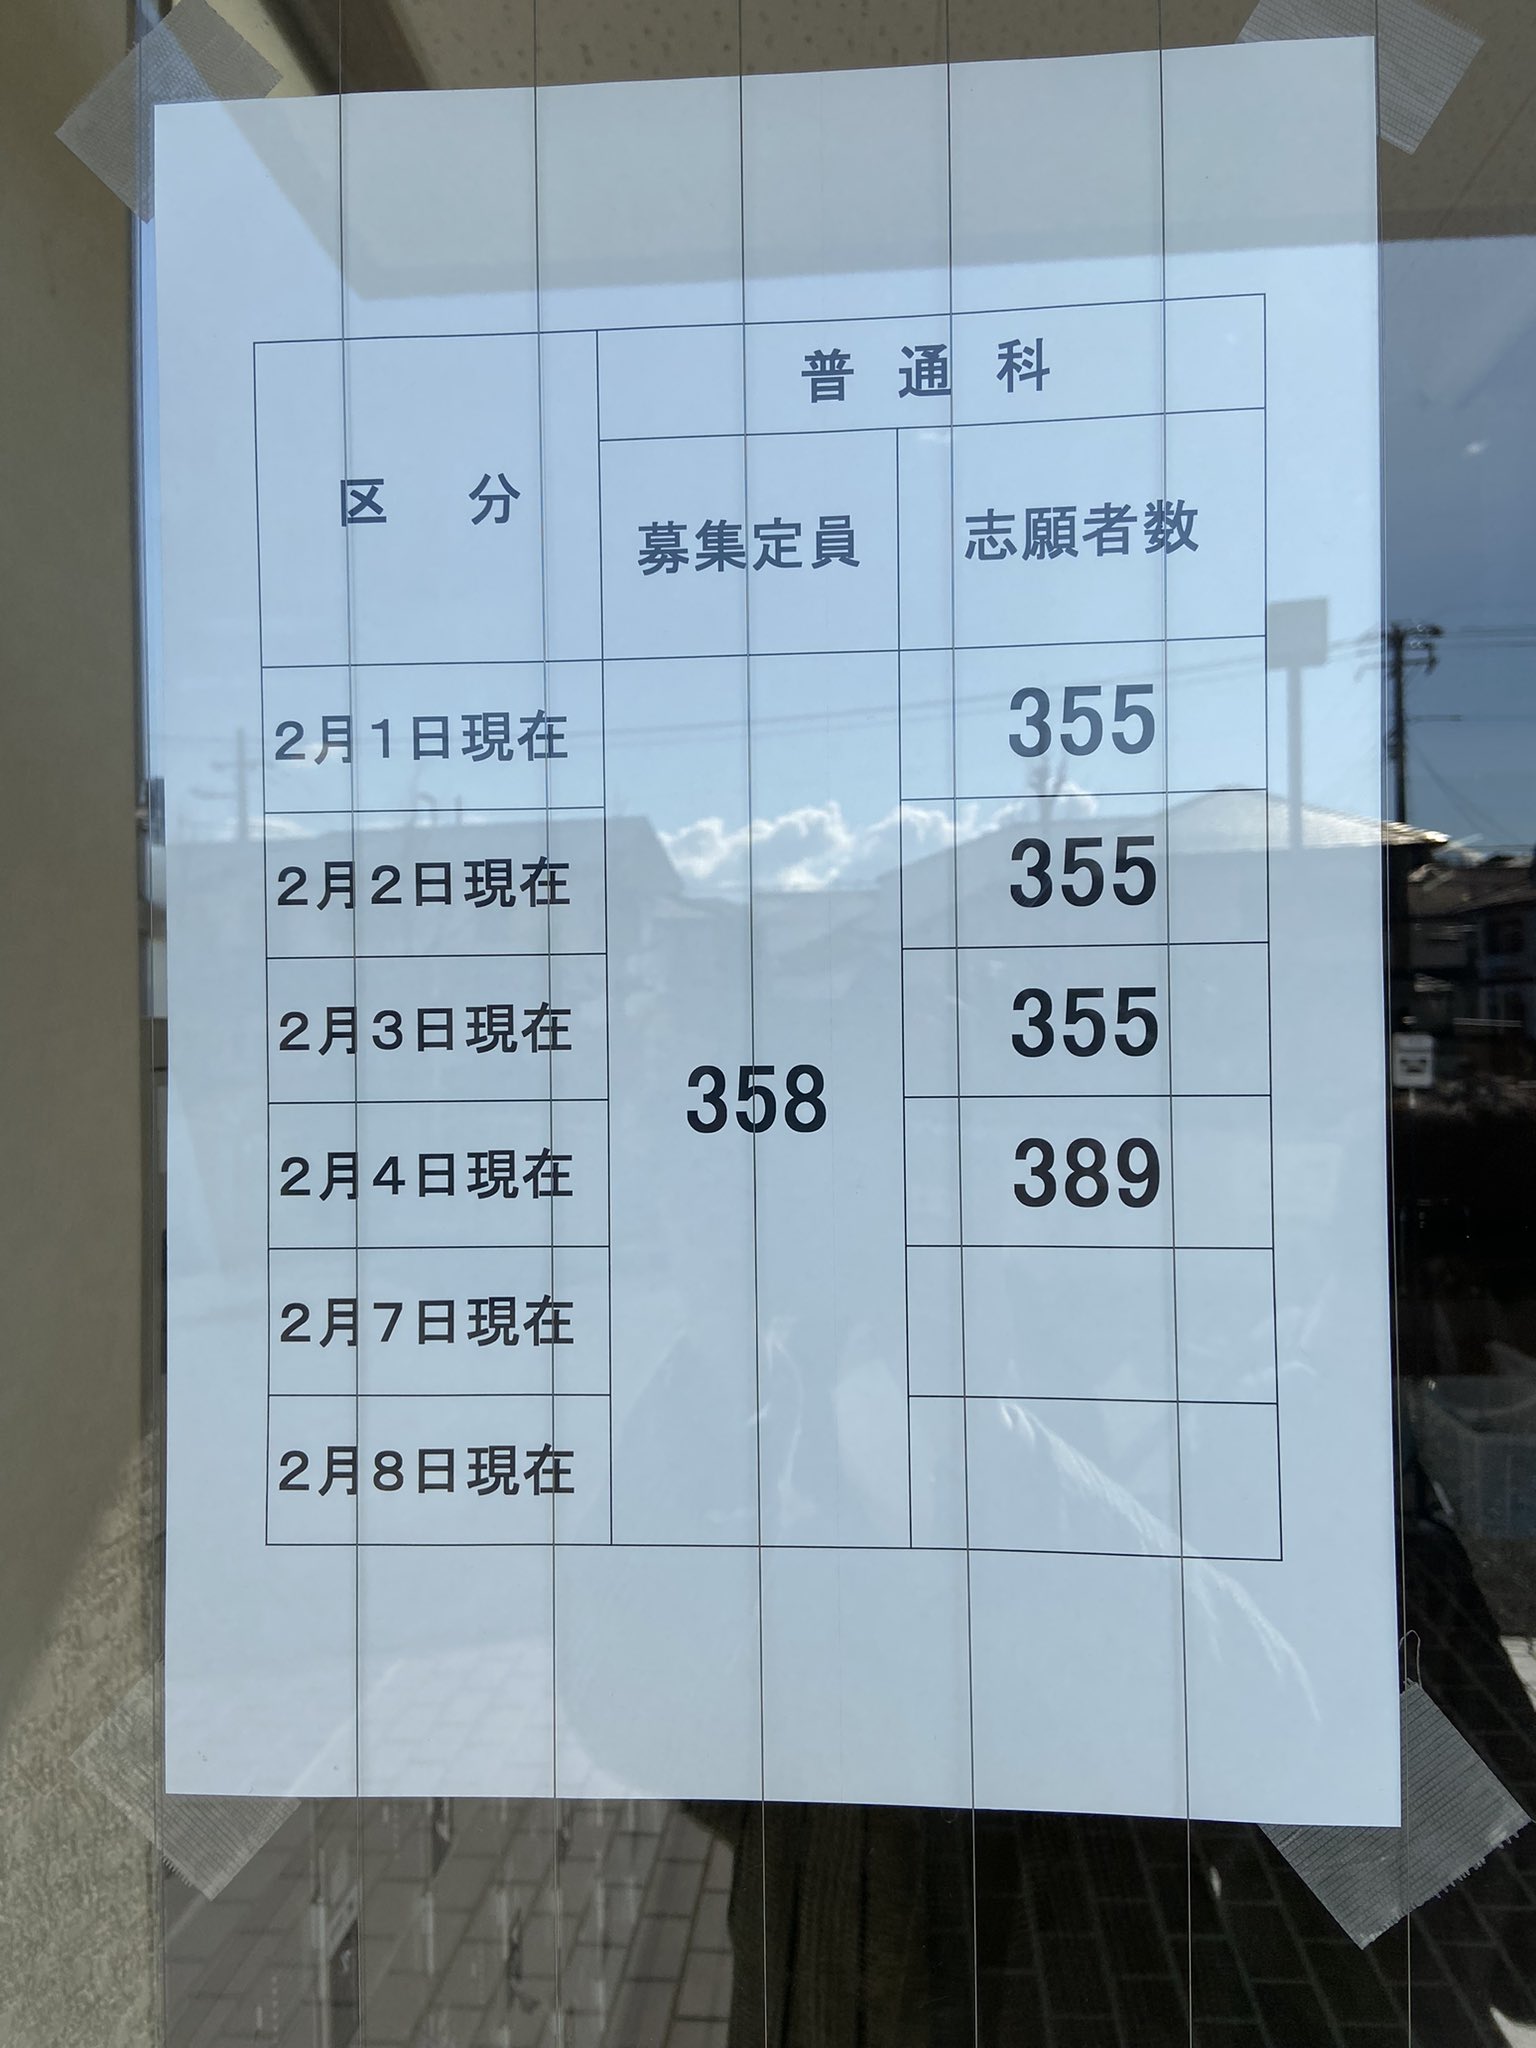 区　分
普 通 科
募集定員
志願者数
2月1日現在
355
2月2日現在
355
2月3日現在
355
358
2月4日現在
389
2月7日現在
2月8日現在